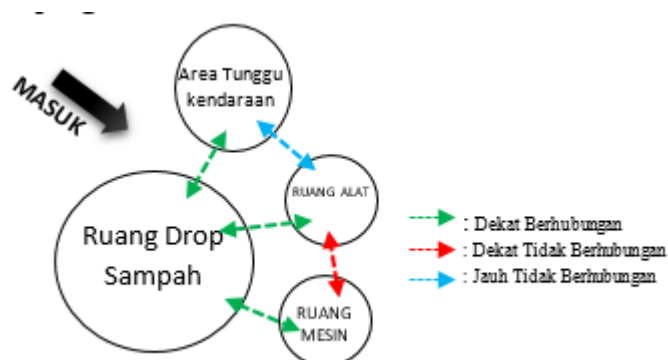 MASUK
Area Tunggu
kendaraan
RUANG ALAT
Ruang Drop
Sampah
RUANG
MESIN
: Dekat Berhubungan
: Dekat Tidak Berhubungan
: Jauh Tidak Berhubungan